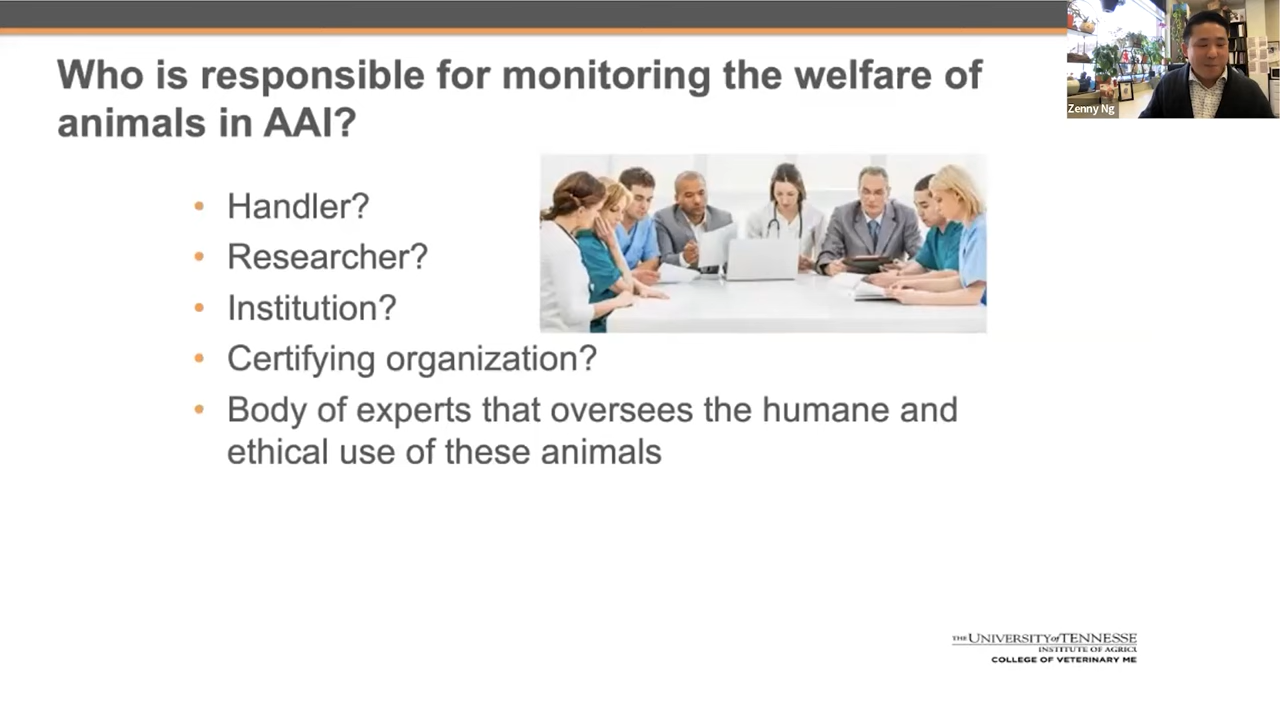 Who is responsible for monitoring the welfare of
animals in AAI?
Zenny Ng
• Handler?
• Researcher?
• Institution?
• Certifying organization?
• Body of experts that oversees the humane and
ethical use of these animals
THE UNIVERSITY of TENNESSE
INSTITUTE OF AGRICI
COLLEGE OF VETERINARY ME